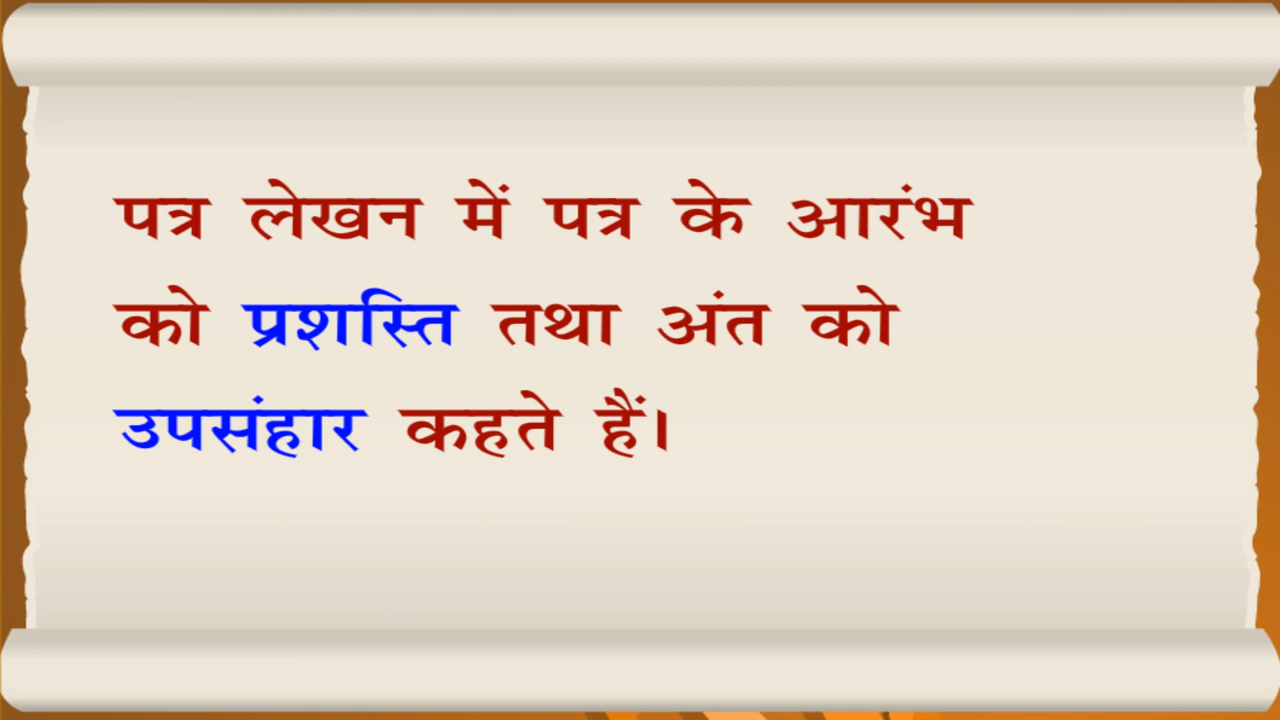 पत्र लेखन में पत्र के आरंभ
को प्रशस्ति तथा अंत को
उपसंहार कहते हैं।